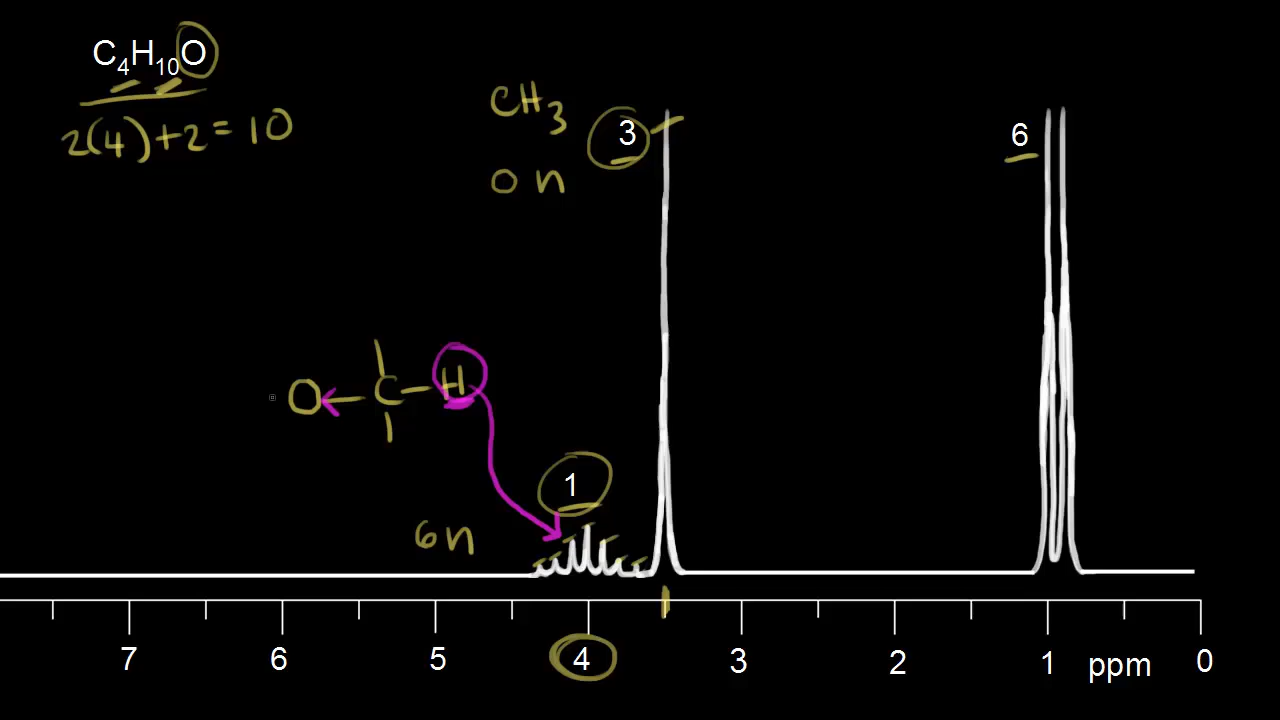 C₄H₁₀O
2(4)+2=10
CH₃
3
0 n
6
O C H
1
6n
7 6 5 4 3 2 1 ppm 0